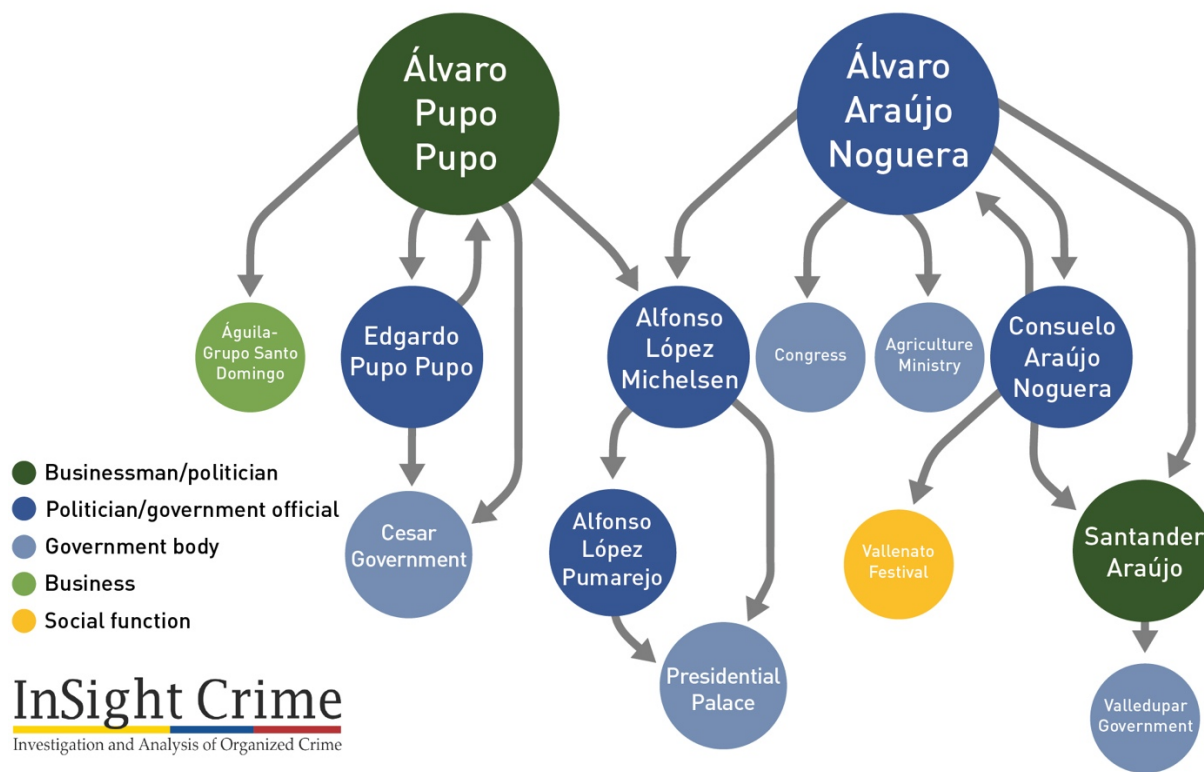 Álvaro
Pupo
Pupo
Álvaro
Araújo
Noguera
Águila-
Grupo Santo
Domingo
Edgardo
Pupo Pupo
Alfonso
López
Michelsen
Congress
Agriculture
Ministry
Consuelo
Araújo
Noguera
Businessman/politician
Politician/government official
Government body
Business
Social function
Cesar
Government
Alfonso
López
Pumarejo
Vallenato
Festival
Santander
Araújo
Presidential
Palace
Valledupar
Government
InSight Crime
Investigation and Analysis of Organized Crime